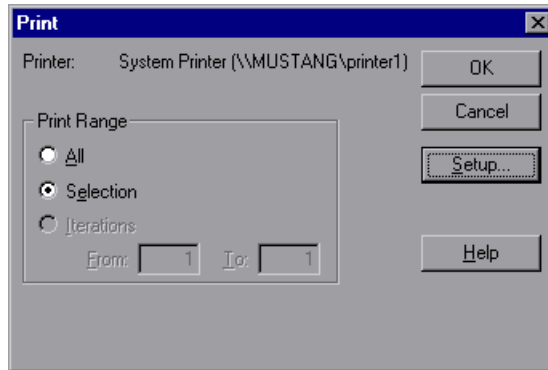 Print
Printer: System Printer (\\MUSTANG\printer1)
OK
Cancel
Setup...
Help
Print Range
All
Selection
Iterations
From: 1 To: 1